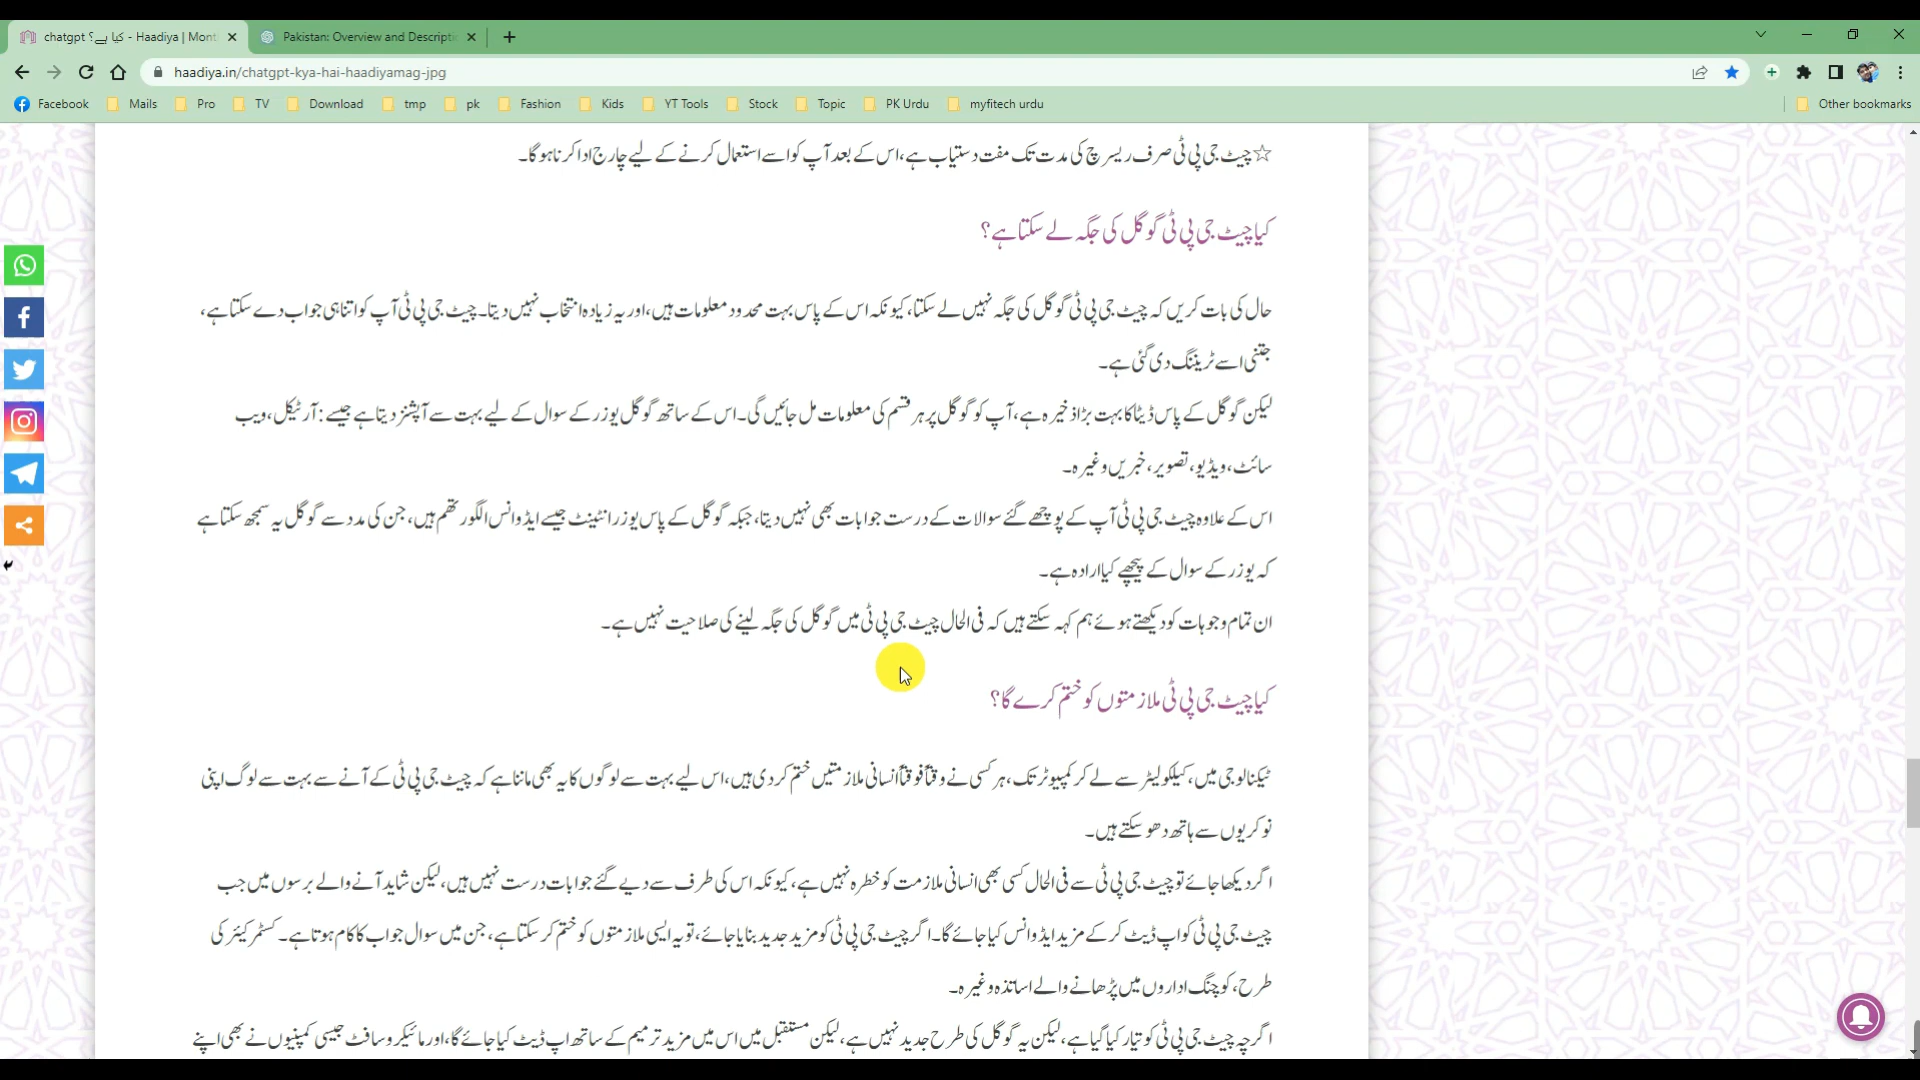 chatgpt کیا ہے؟ - Haadiya | Mont
Pakistan: Overview and Descripti
haadiya.in/chatgpt-kya-hai-haadiyamag-jpg
Facebook Mails Pro TV Download tmp pk Fashion Kids YT Tools Stock Topic PK Urdu myfitech urdu Other bookmarks
☆چیٹ جی پی ٹی صرف ریسرچ کی مدت تک مفت دستیاب ہے،اس کے بعد آپ کو اسے استعمال کرنے کے لیے چارج ادا کرنا ہوگا۔
کیا چیٹ جی پی ٹی گوگل کی جگہ لے سکتا ہے؟
حال کی بات کریں کہ چیٹ جی پی ٹی گوگل کی جگہ نہیں لے سکتا، کیونکہ اس کے پاس بہت محدود معلومات ہیں،اور یہ زیادہ انتخاب نہیں دیتا۔ چیٹ جی پی ٹی آپ کو اتنا ہی جواب دے سکتا ہے،
جتنی اسے ٹریننگ دی گئی ہے۔
لیکن گوگل کے پاس ڈیٹا کا بہت بڑا ذخیرہ ہے، آپ کو گوگل پر ہر قسم کی معلومات مل جائیں گی۔ اس کے ساتھ گوگل یوزر کے سوال کے لیے بہت سے آپشنز دیتا ہے جیسے : آرٹیکل، ویب
سائٹ، ویڈیو، تصویر، خبریں وغیرہ۔
اس کے علاوہ چیٹ جی پی ٹی آپ کے پوچھے گئے سوالات کے درست جوابات بھی نہیں دیتا، جبکہ گوگل کے پاس یوزر انٹینٹ جیسے ایڈوانس الگورتھم ہیں، جن کی مدد سے گوگل یہ سمجھ سکتا ہے
کہ یوزر کے سوال کے پیچھے کیا ارادہ ہے۔
ان تمام وجوہات کو دیکھتے ہوئے ہم کہہ سکتے ہیں کہ فی الحال چیٹ جی پی ٹی میں گوگل کی جگہ لینے کی صلاحیت نہیں ہے۔
کیا چیٹ جی پی ٹی ملازمتوں کو ختم کرے گا؟
ٹیکنالوجی میں، کیلکولیٹر سے لے کر کمپیوٹر تک، ہر کسی نے وقتاً فوقتاً انسانی ملازمتیں ختم کر دی ہیں، اس لیے بہت سے لوگوں کا یہ بھی ماننا ہے کہ چیٹ جی پی ٹی کے آنے سے بہت سے لوگ اپنی
نوکریوں سے ہاتھ دھو سکتے ہیں۔
اگر دیکھا جائے تو چیٹ جی پی ٹی سے فی الحال کسی بھی انسانی ملازمت کو خطرہ نہیں ہے، کیونکہ اس کی طرف سے دیے گئے جوابات درست نہیں ہیں، لیکن شاید آنے والے برسوں میں جب
چیٹ جی پی ٹی کو اپ ڈیٹ کر کے مزید ایڈوانس کیا جائے گا۔ اگر چیٹ جی پی ٹی کو مزید جدید بنایا جائے، تو یہ ایسی ملازمتوں کو ختم کر سکتا ہے، جن میں سوال جواب کا کام ہوتا ہے۔ کسٹمر کیئر کی
طرح، کوچنگ اداروں میں پڑھانے والے اساتذہ وغیرہ۔
اگرچہ چیٹ جی پی ٹی کو تیار کیا گیا ہے، لیکن یہ گوگل کی طرح جدید نہیں ہے، لیکن مستقبل میں اس میں مزید ترمیم کے ساتھ اپ ڈیٹ کیا جائے گا، اور مائیکروسافٹ جیسی کمپنیوں نے بھی اپنے